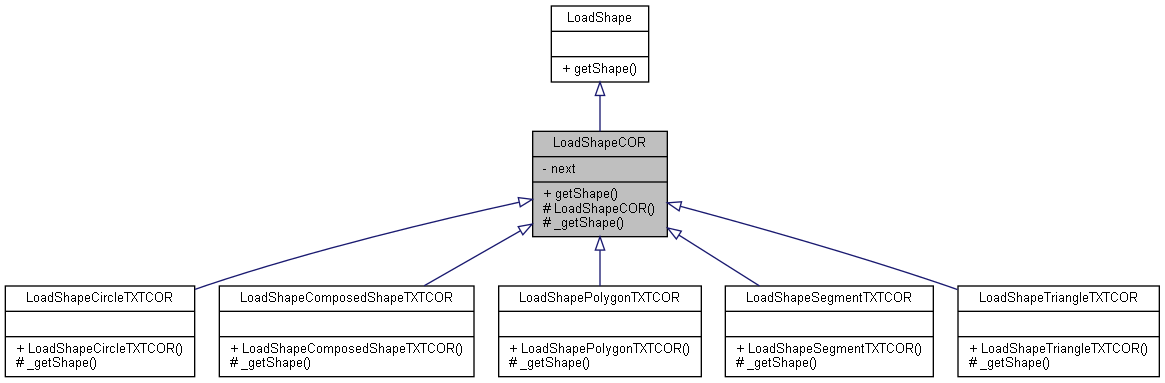 LoadShape
+ getShape()
LoadShapeCOR
- next
+ getShape()
# LoadShapeCOR()
# _getShape()
LoadShapeCircleTXTCOR
+ LoadShapeCircleTXTCOR()
# _getShape()
LoadShapeComposedShapeTXTCOR
+ LoadShapeComposedShapeTXTCOR()
# _getShape()
LoadShapePolygonTXTCOR
+ LoadShapePolygonTXTCOR()
# _getShape()
LoadShapeSegmentTXTCOR
+ LoadShapeSegmentTXTCOR()
# _getShape()
LoadShapeTriangleTXTCOR
+ LoadShapeTriangleTXTCOR()
# _getShape()